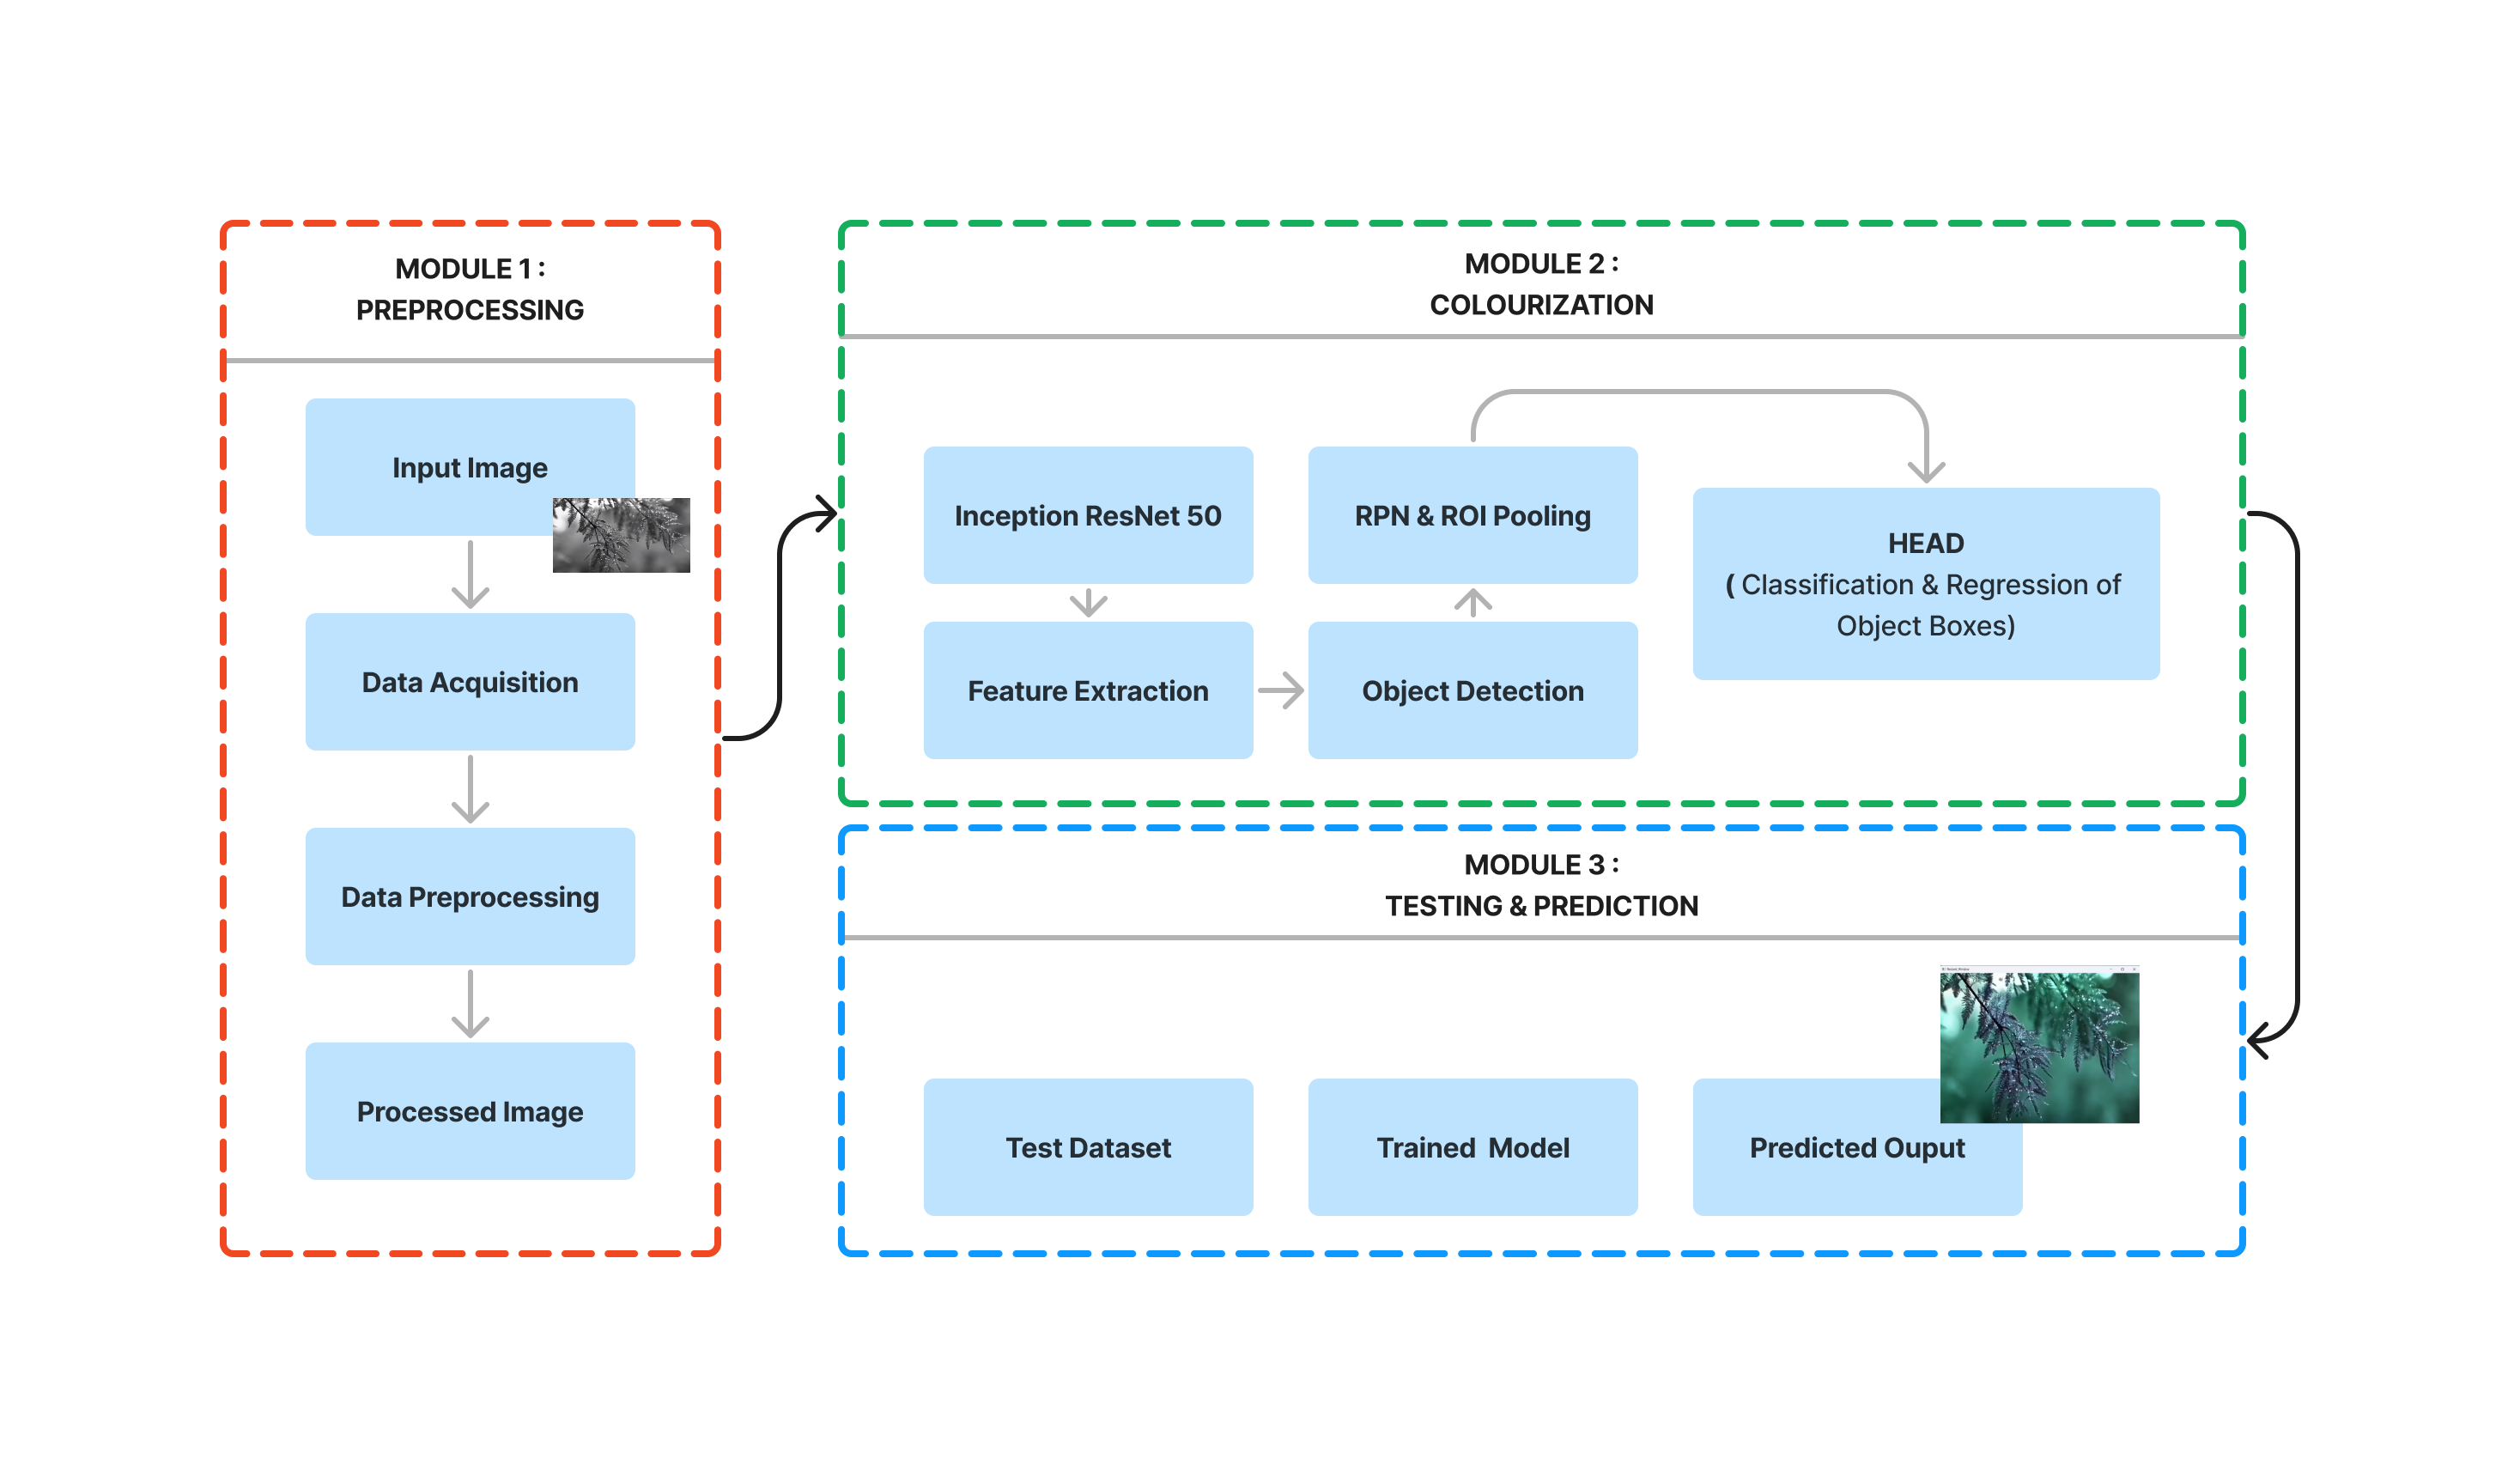 MODULE 1 :
PREPROCESSING
Input Image
Data Acquisition
Data Preprocessing
Processed Image
MODULE 2 :
COLOURIZATION
Inception ResNet 50
RPN & ROI Pooling
HEAD
( Classification & Regression of
Object Boxes)
Feature Extraction
Object Detection
MODULE 3 :
TESTING & PREDICTION
Test Dataset
Trained  Model
Predicted Ouput